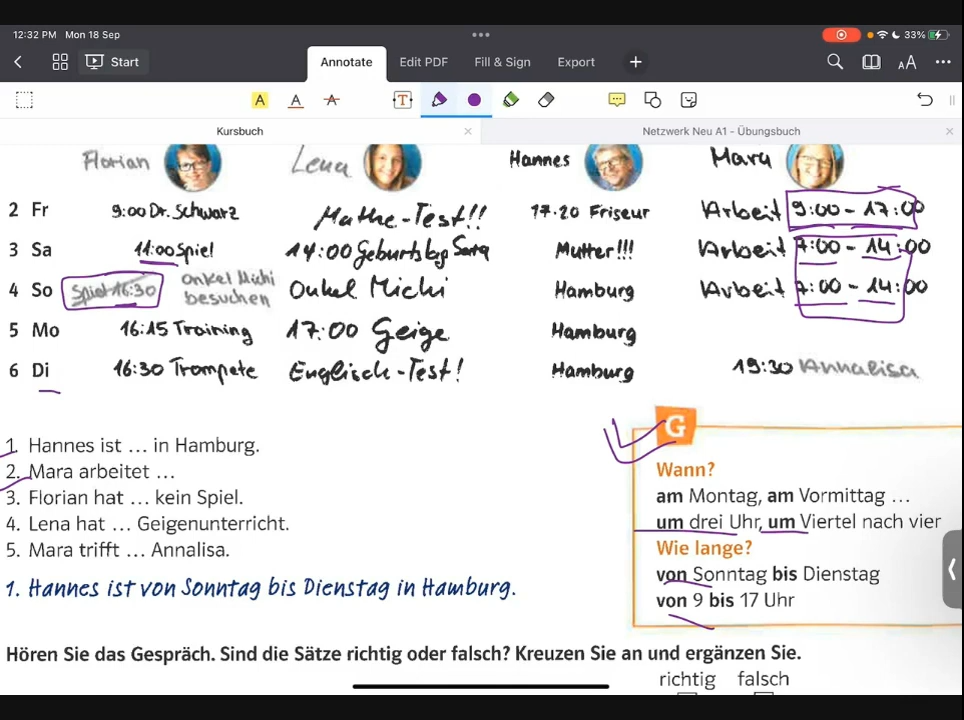 12:32 PM Mon 18 Sep
33%
Start
Annotate
Edit PDF
Fill & Sign
Export
Kursbuch
Netzwerk Neu A1 - Übungsbuch
Florian Lena Hannes Mara
2 Fr 9:00 Dr. Schwarz Mathe-Test!! 17.20 Friseur Arbeit 9:00 - 17:00
3 Sa 11:00 Spiel 14:00 Geburtstag Mutter!!! Arbeit 7:00 - 14:00
4 So Spiel 16:30 Onkel Michi besuchen Onkel Michi Hamburg Arbeit 7:00 - 14:00
5 Mo 16:15 Training 17:00 Geige Hamburg
6 Di 16:30 Trompete Englisch-Test! Hamburg 19:30 Annalisa
1. Hannes ist … in Hamburg.
2. Mara arbeitet …
3. Florian hat … kein Spiel.
4. Lena hat … Geigenunterricht.
5. Mara trifft … Annalisa.
1. Hannes ist von Sonntag bis Dienstag in Hamburg.
G
Wann?
am Montag, am Vormittag …
um drei Uhr, um Viertel nach vier
Wie lange?
von Sonntag bis Dienstag
von 9 bis 17 Uhr
Hören Sie das Gespräch. Sind die Sätze richtig oder falsch? Kreuzen Sie an und ergänzen Sie.
richtig falsch